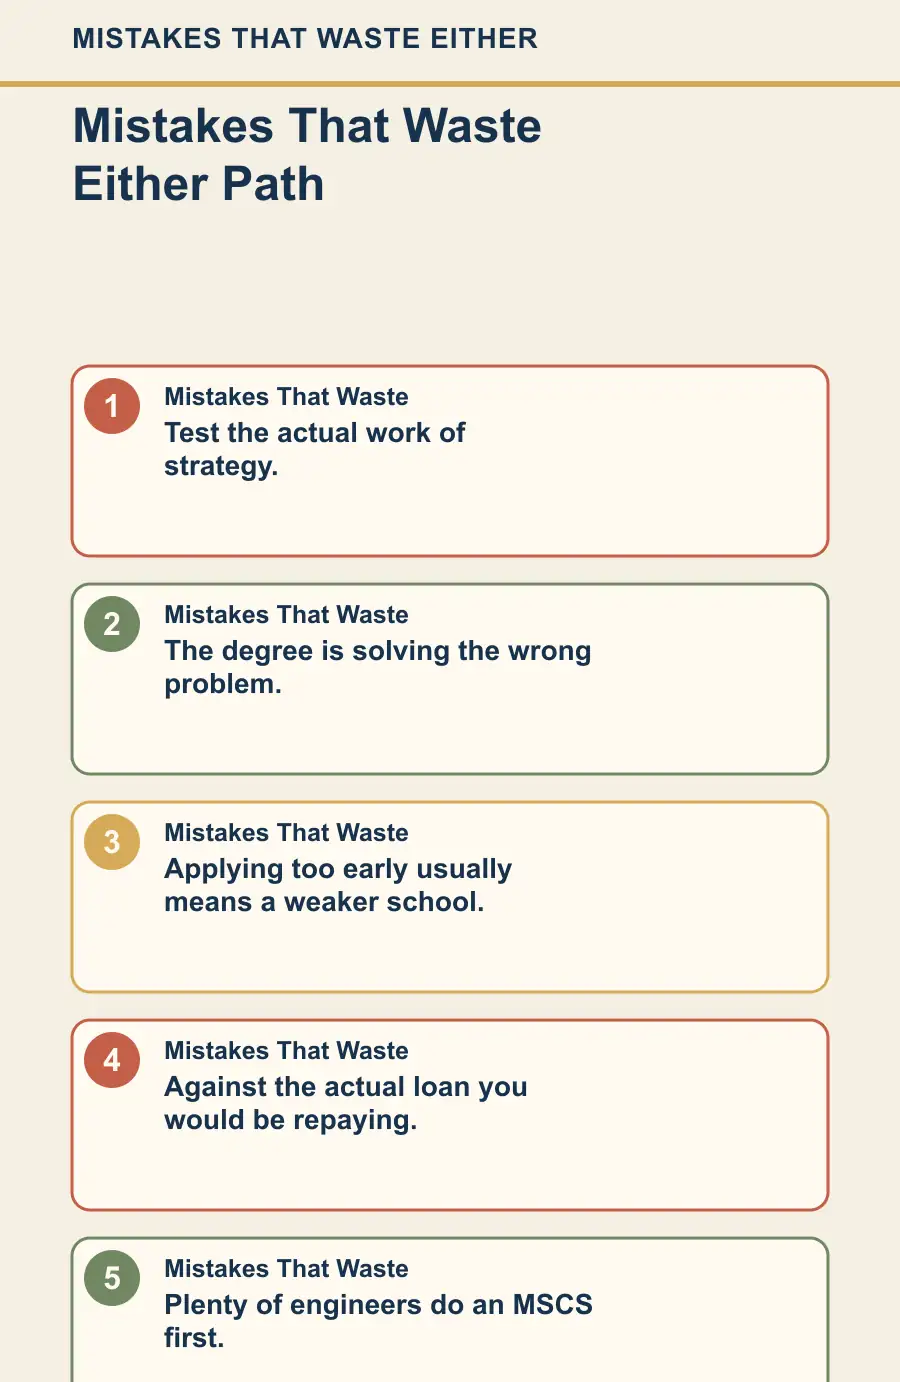 MISTAKES THAT WASTE EITHER
Mistakes That Waste
Either Path
1
Mistakes That Waste
Test the actual work of
strategy.
2
Mistakes That Waste
The degree is solving the wrong
problem.
3
Mistakes That Waste
Applying too early usually
means a weaker school.
4
Mistakes That Waste
Against the actual loan you
would be repaying.
5
Mistakes That Waste
Plenty of engineers do an MSCS
first.